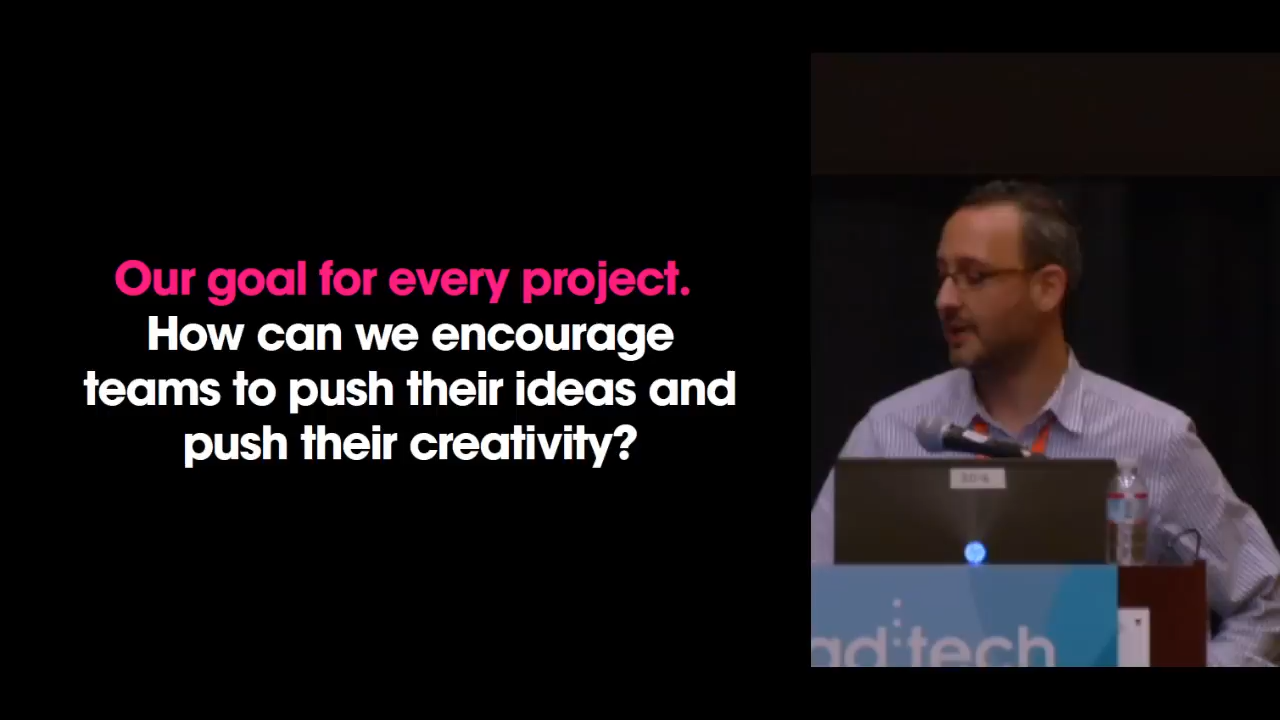 Our goal for every project.
How can we encourage
teams to push their ideas and
push their creativity?
ad:tech